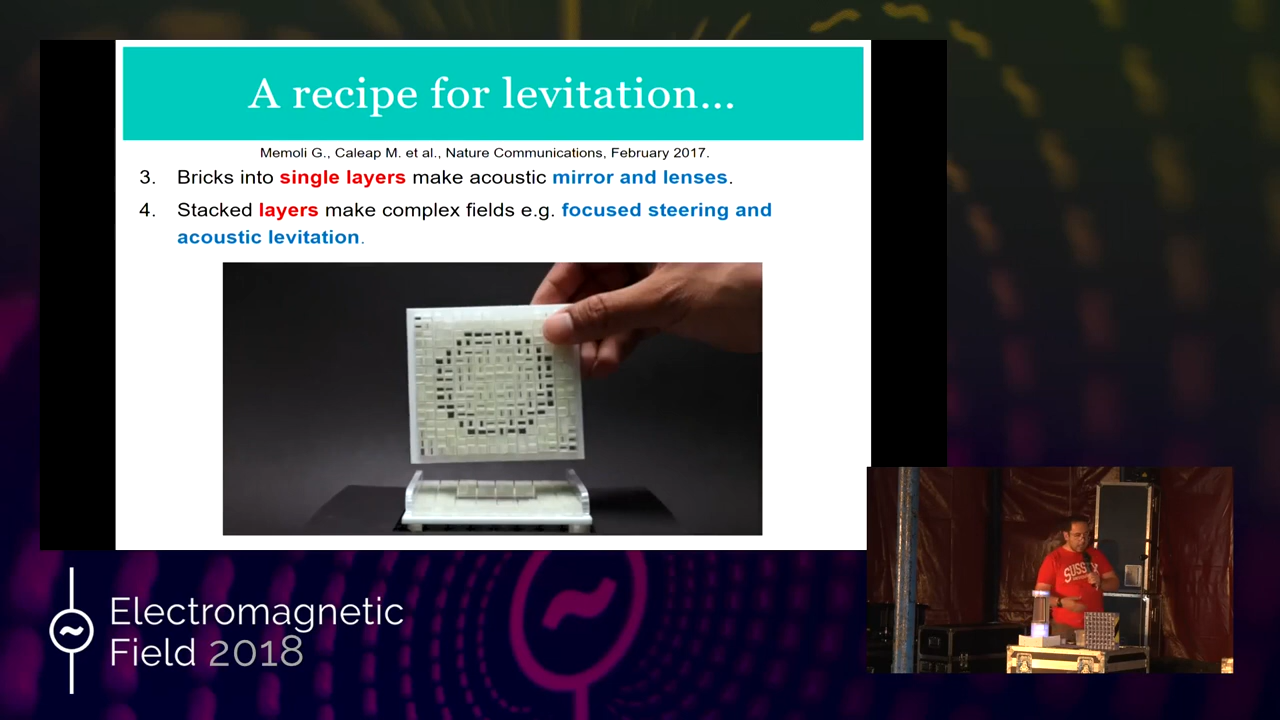 A recipe for levitation...
Memoli G., Caleap M. et al., Nature Communications, February 2017.
3. Bricks into single layers make acoustic mirror and lenses.
4. Stacked layers make complex fields e.g. focused steering and
acoustic levitation.
SUSSEX
Electromagnetic
Field 2018